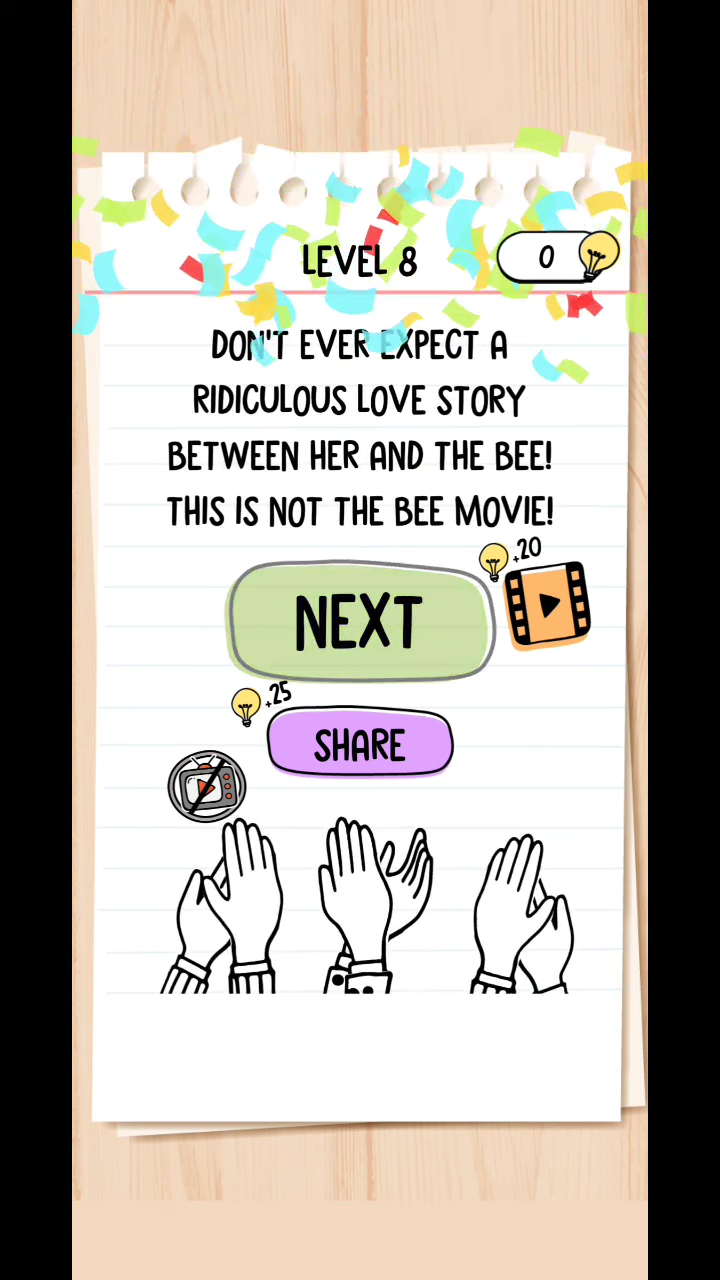 LEVEL 8
0
DON'T EVER EXPECT A
RIDICULOUS LOVE STORY
BETWEEN HER AND THE BEE!
THIS IS NOT THE BEE MOVIE!
+20
NEXT
+25
SHARE